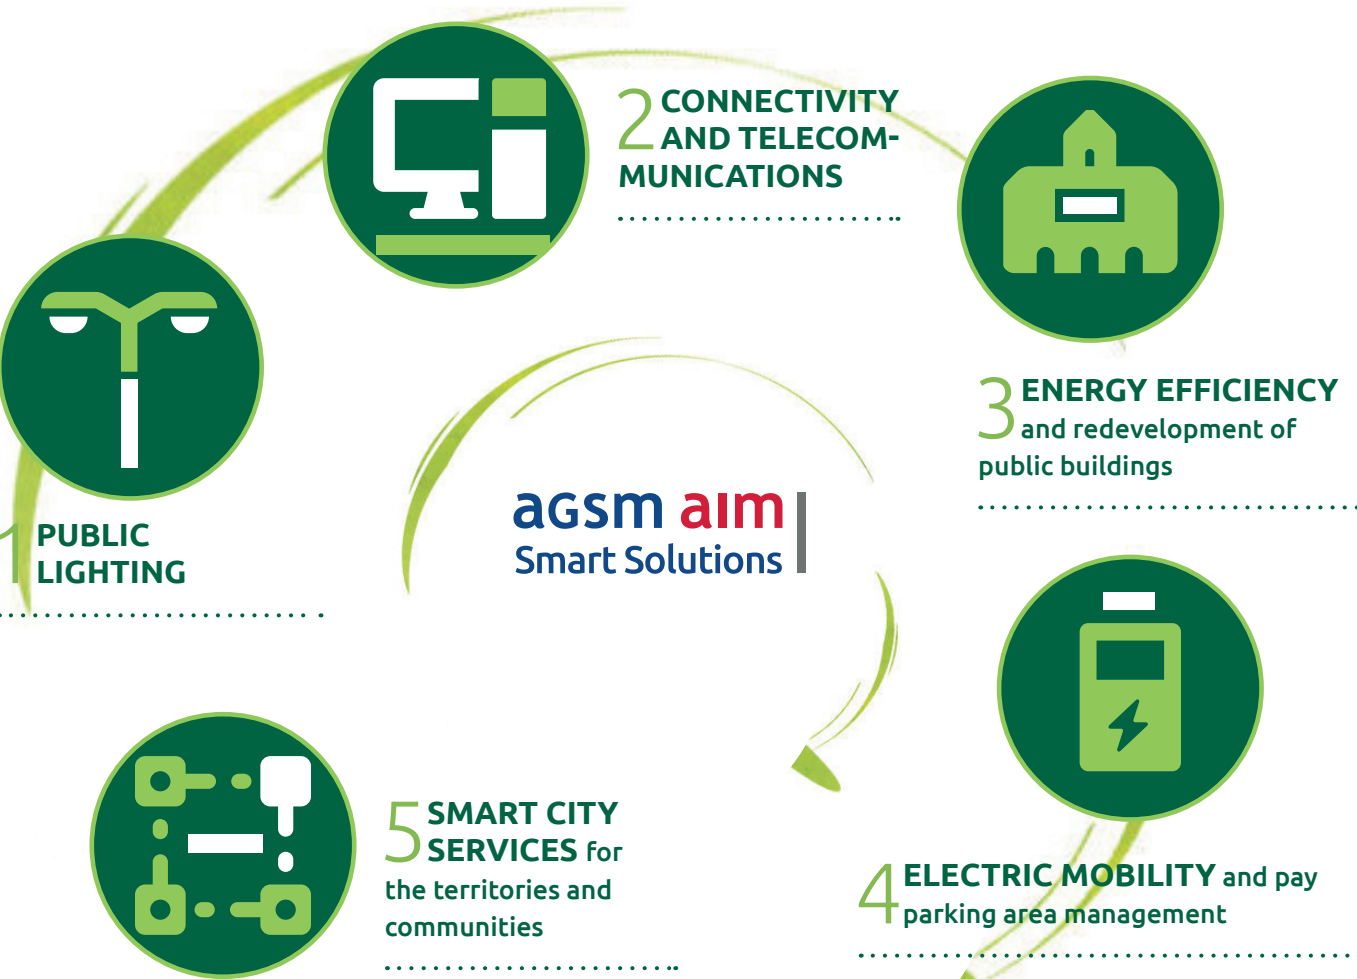 1 PUBLIC
LIGHTING
2 CONNECTIVITY
AND TELECOM-
MUNICATIONS
3 ENERGY EFFICIENCY
and redevelopment of
public buildings
agsm aim
Smart Solutions
4 ELECTRIC MOBILITY and pay
parking area management
5 SMART CITY
SERVICES for
the territories and
communities